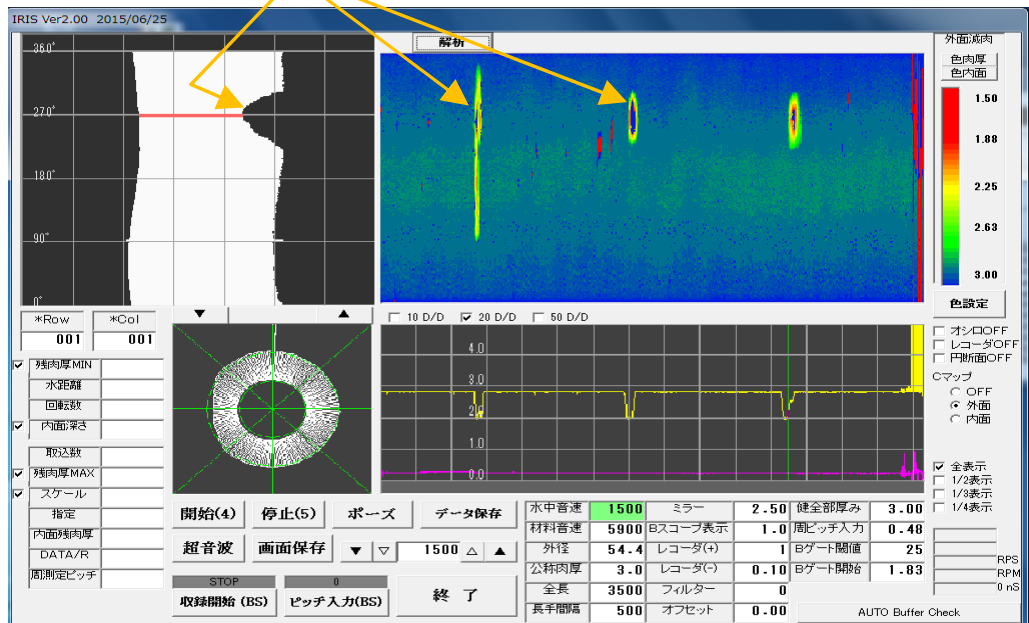 IRIS Ver2.00 2015/06/25
360°
270°
180°
90°
0°
解析
外面減肉
色肉厚
色内面
1.50
1.88
2.25
2.63
3.00
色設定
*Row
*Col
001
001
▼
▲
10 D/D
20 D/D
50 D/D
オシロOFF
レコーダOFF
円断面OFF
Cマップ
OFF
外面
内面
4.0
3.0
1.0
0.0
残肉厚MIN
水距離
回転数
内面深さ
取込数
残肉厚MAX
スケール
指定
内面残肉厚
DATA/R
周測定ピッチ
全表示
1/2表示
1/3表示
1/4表示
開始(4)
停止(5)
ポーズ
データ保存
超音波
画面保存
▼ ▽ 1500 △ ▲
STOP
0
収録開始 (BS)
ピッチ入力(BS)
終 了
水中音速 1500 ミラー 2.50 健全部厚み 3.00
材料音速 5900 Bスコープ表示 1.0 周ピッチ入力 0.48
外径 54.4 レコーダ(+) 1 Bゲート閾値 25
公称肉厚 3.0 レコーダ(-) 0.10 Bゲート開始 1.83
全長 3500 フィルター 0
長手間隔 500 オフセット 0.00
RPS
RPM
0 nS
AUTO Buffer Check